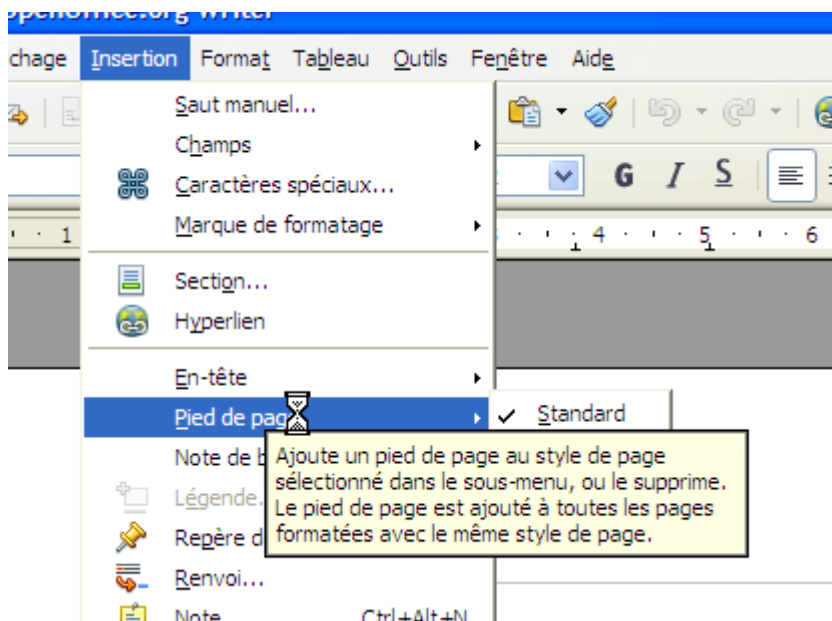 openoffice.org Writer
chage Insertion Format Tableau Outils Fenêtre Aide
Saut manuel...
Champs
Caractères spéciaux...
G I S
Marque de formatage
1 4 5 6
Section...
Hyperlien
En-tête
Pied de pag
Standard
Note de b
Ajoute un pied de page au style de page
sélectionné dans le sous-menu, ou le supprime.
Le pied de page est ajouté à toutes les pages
formatées avec le même style de page.
Légende.
Repère d
Renvoi...
Note Ctrl+Alt+N